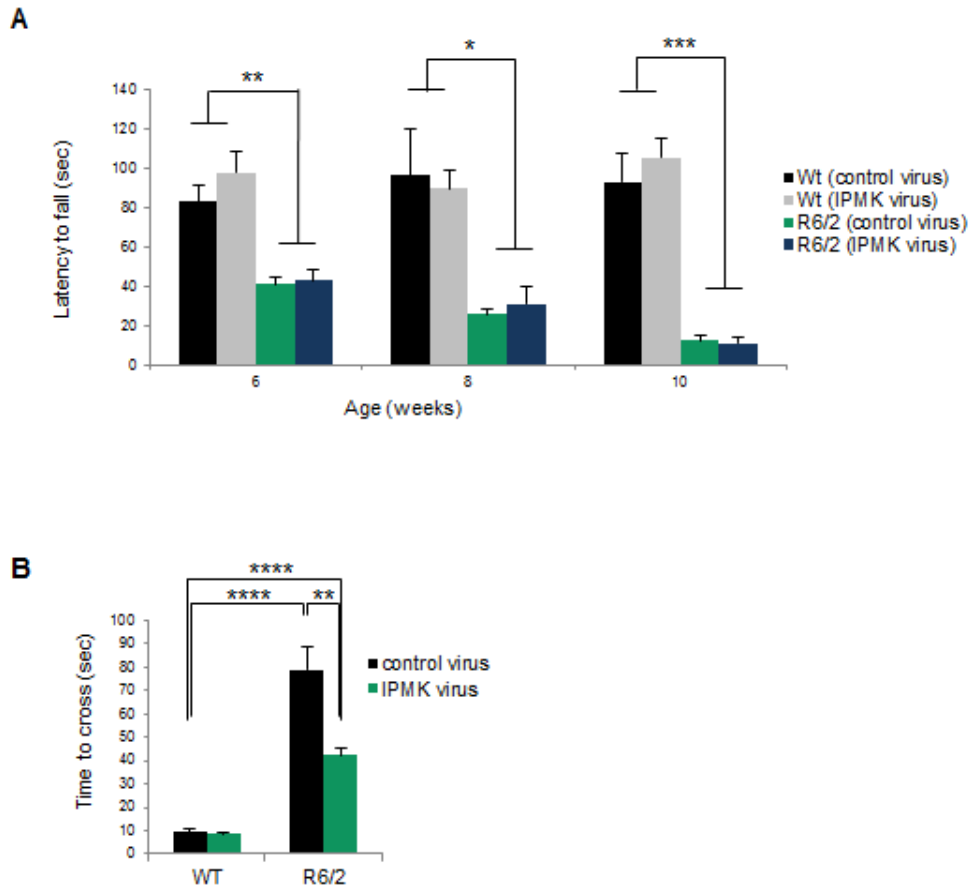 A
**
*
***
140
120
100
80
60
40
20
0
Latency to fall (sec)
6
8
10
Age (weeks)
Wt (control virus)
Wt (IPMK virus)
R6/2 (control virus)
R6/2 (IPMK virus)
B
****
****
**
100
90
80
70
60
50
40
30
20
10
0
Time to cross (sec)
WT
R6/2
control virus
IPMK virus